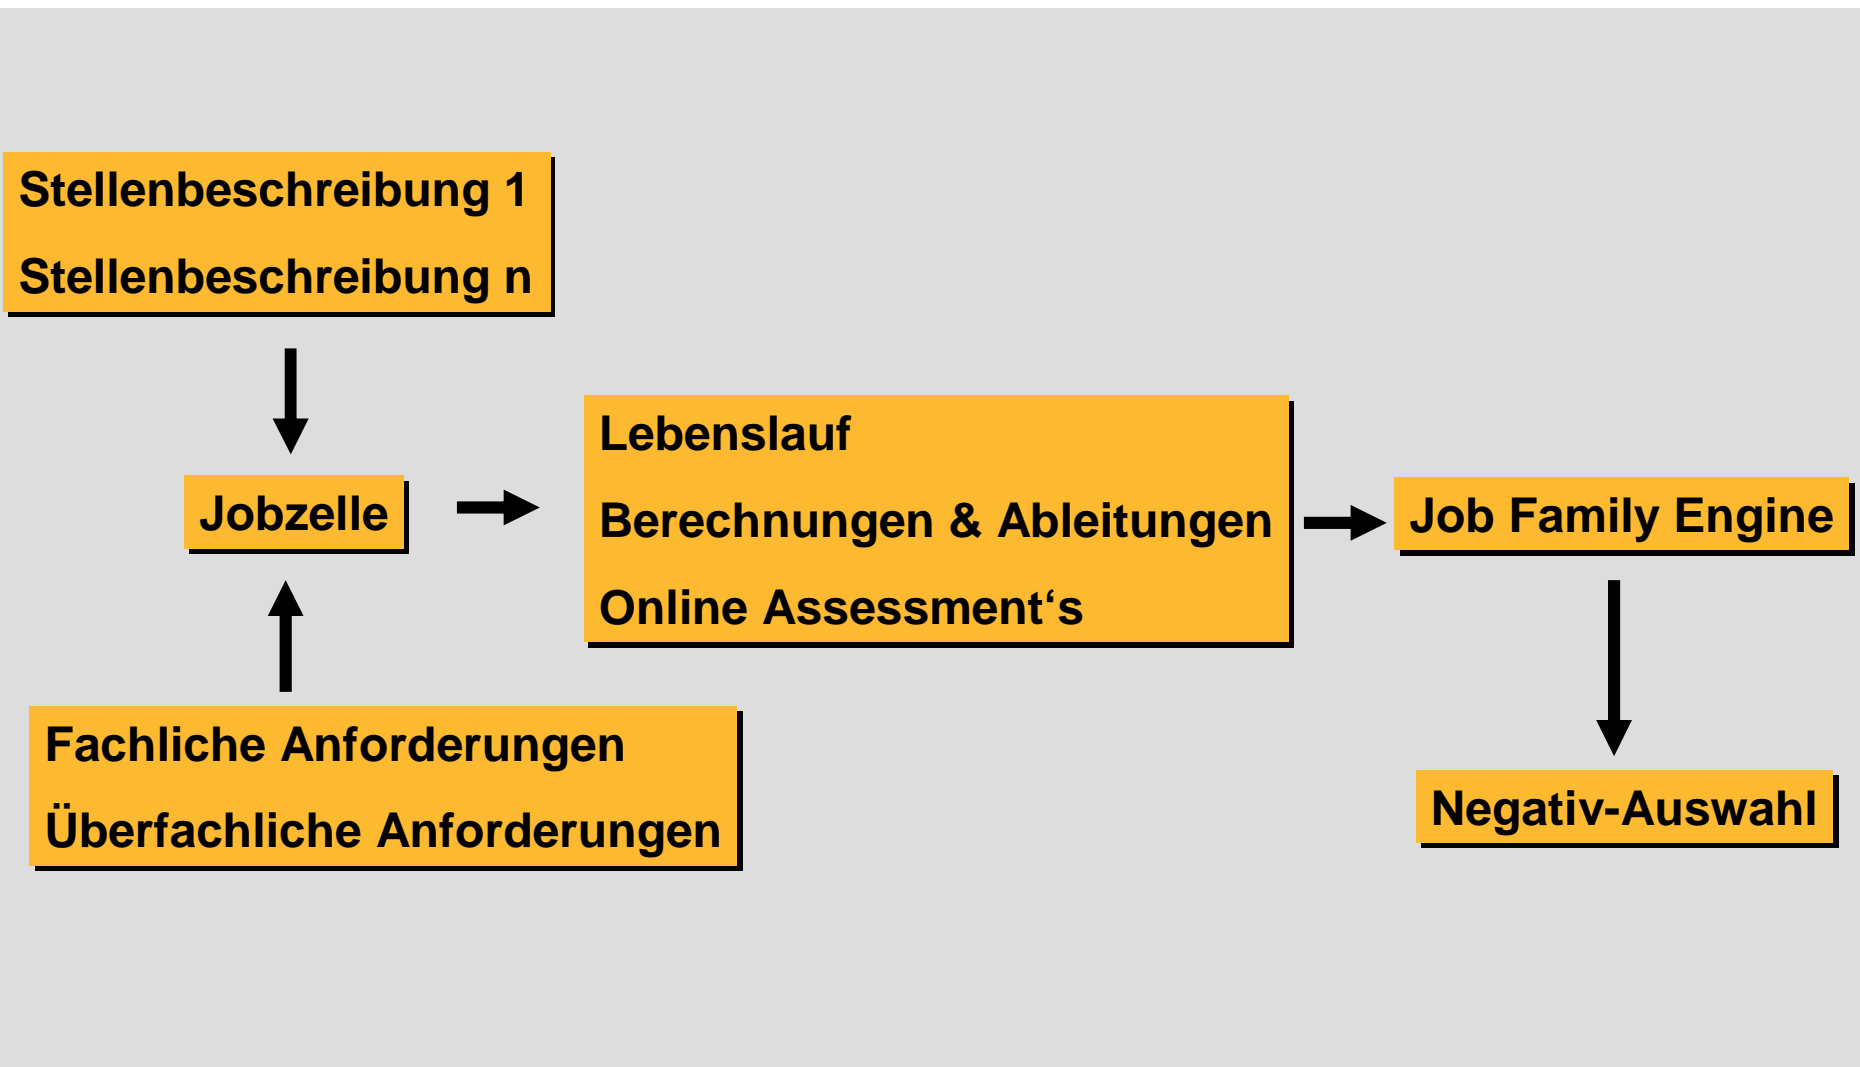 Stellenbeschreibung 1
Stellenbeschreibung n
Jobzelle
Fachliche Anforderungen
Überfachliche Anforderungen
Lebenslauf
Berechnungen & Ableitungen
Online Assessment‘s
Job Family Engine
Negativ-Auswahl